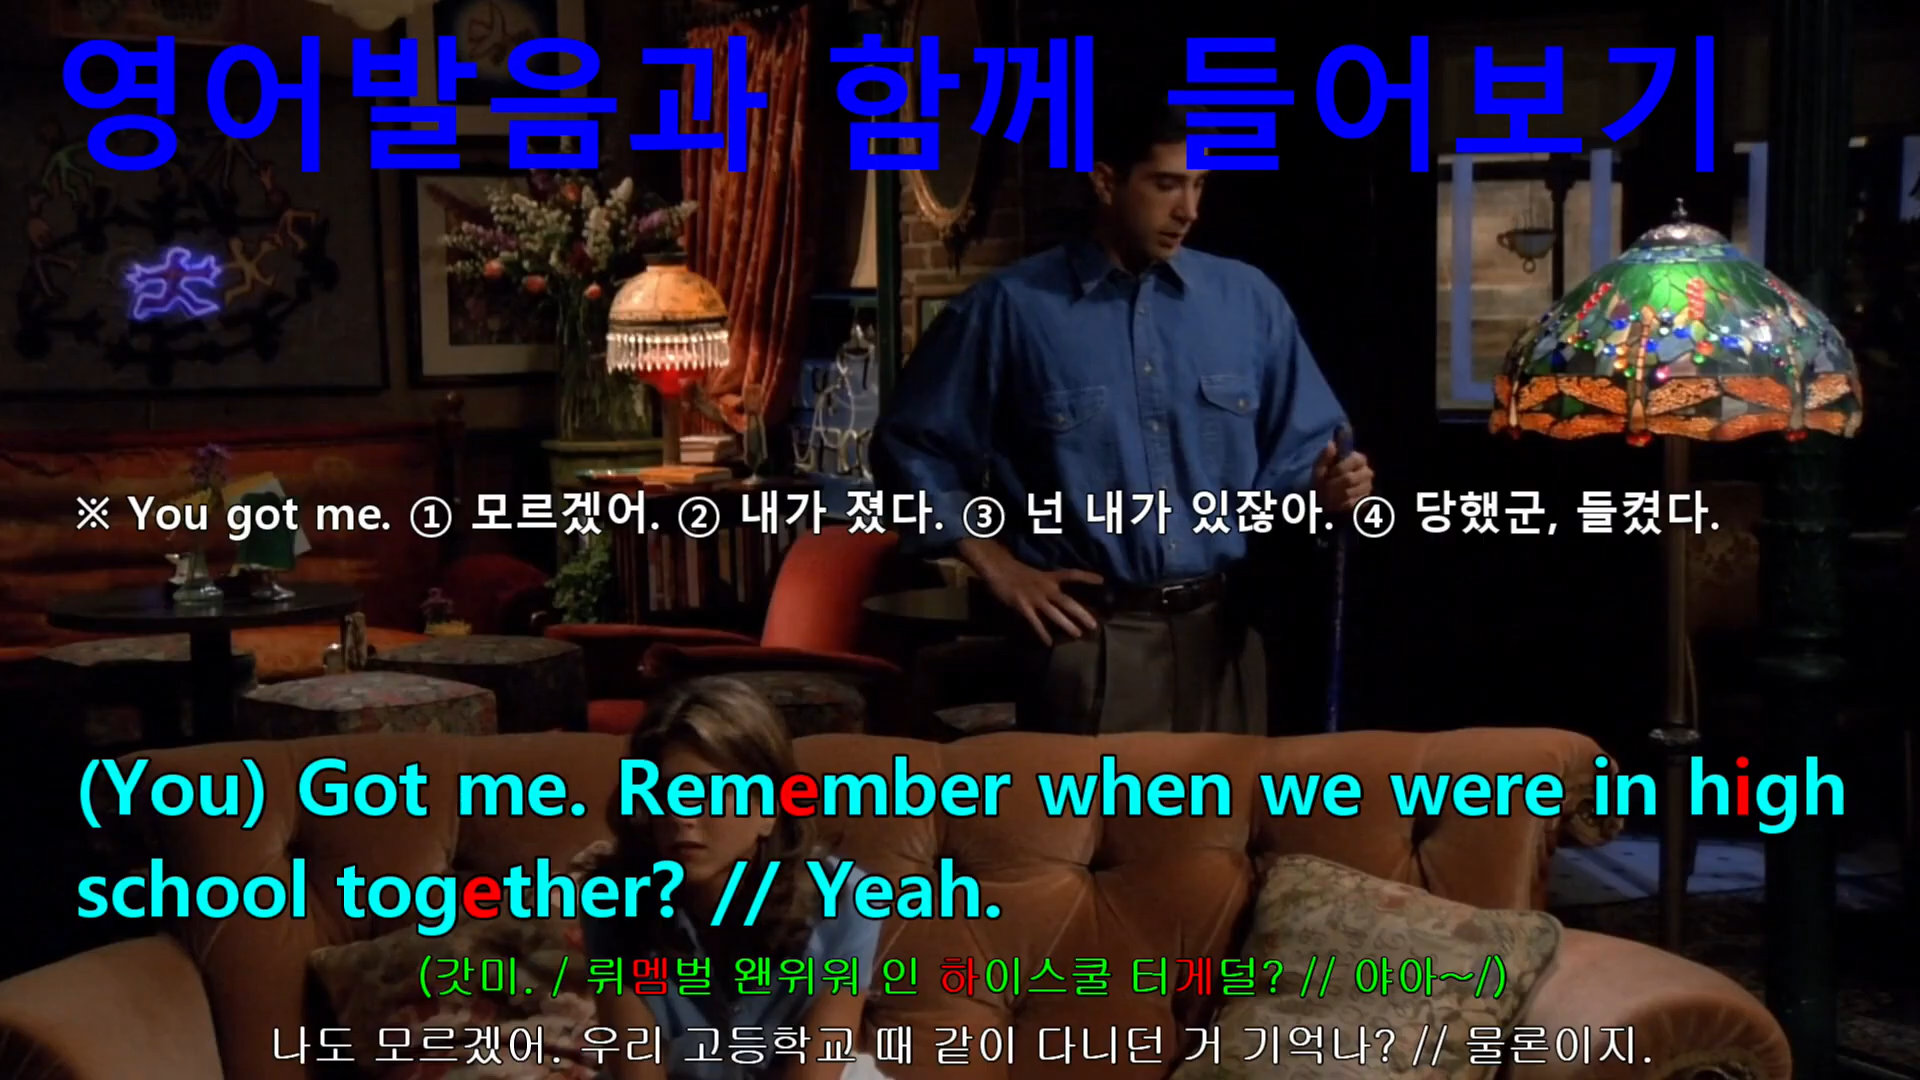 영어발음과 함께 들어보기
※ You got me. ① 모르겠어. ② 내가 졌다. ③ 넌 내가 있잖아. ④ 당했군, 들켰다.
(You) Got me. Remember when we were in high
school together? // Yeah.
(갓미. / 뤼멤벌 왠위워 인 하이스쿨 터게덜? // 야아~/)
나도 모르겠어. 우리 고등학교 때 같이 다니던 거 기억나? // 물론이지.